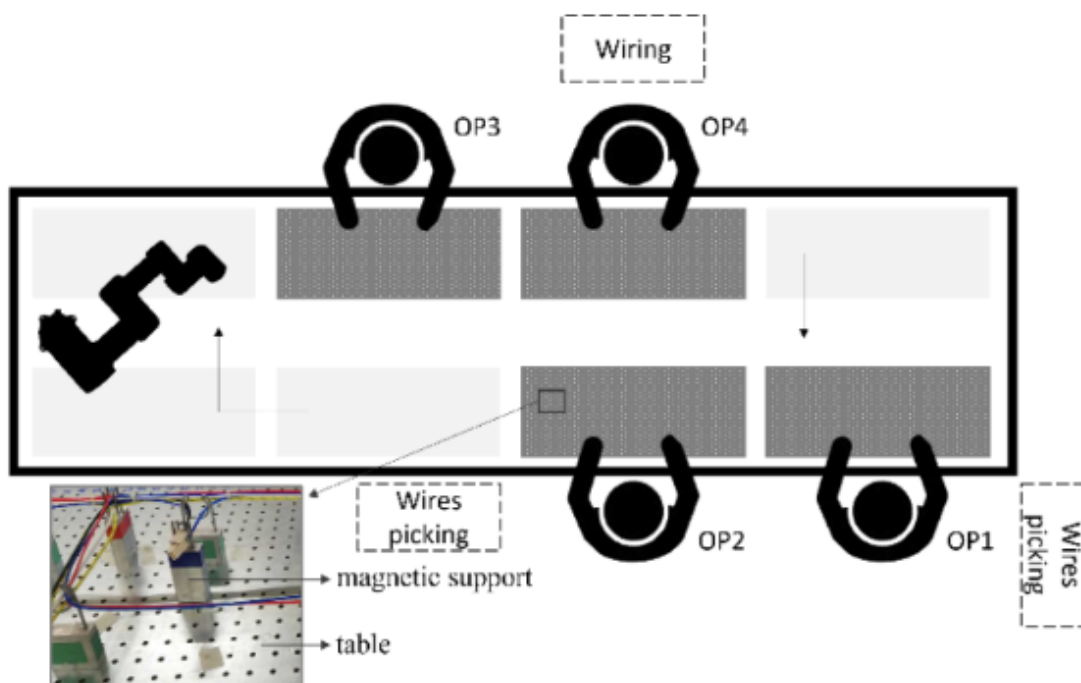 Wiring
OP3
OP4
Wires
picking
OP2
OP1
Wires
picking
magnetic support
table